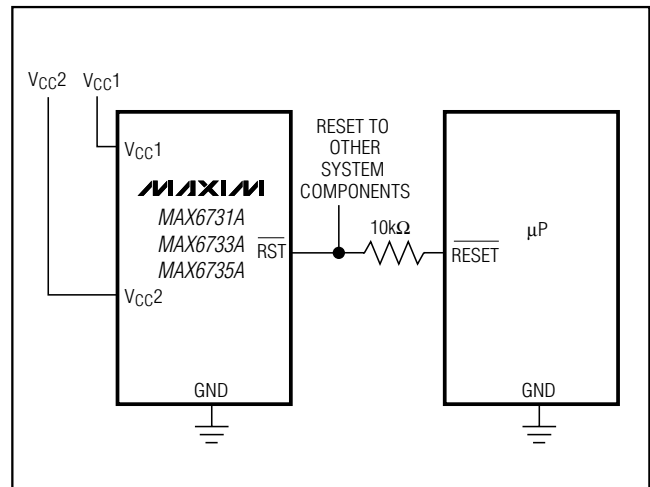 VCC2 VCC1
VCC1
MAXIM
MAX6731A
MAX6733A
MAX6735A
RST
VCC2
GND
RESET TO
OTHER
SYSTEM
COMPONENTS
10kΩ
RESET
µP
GND